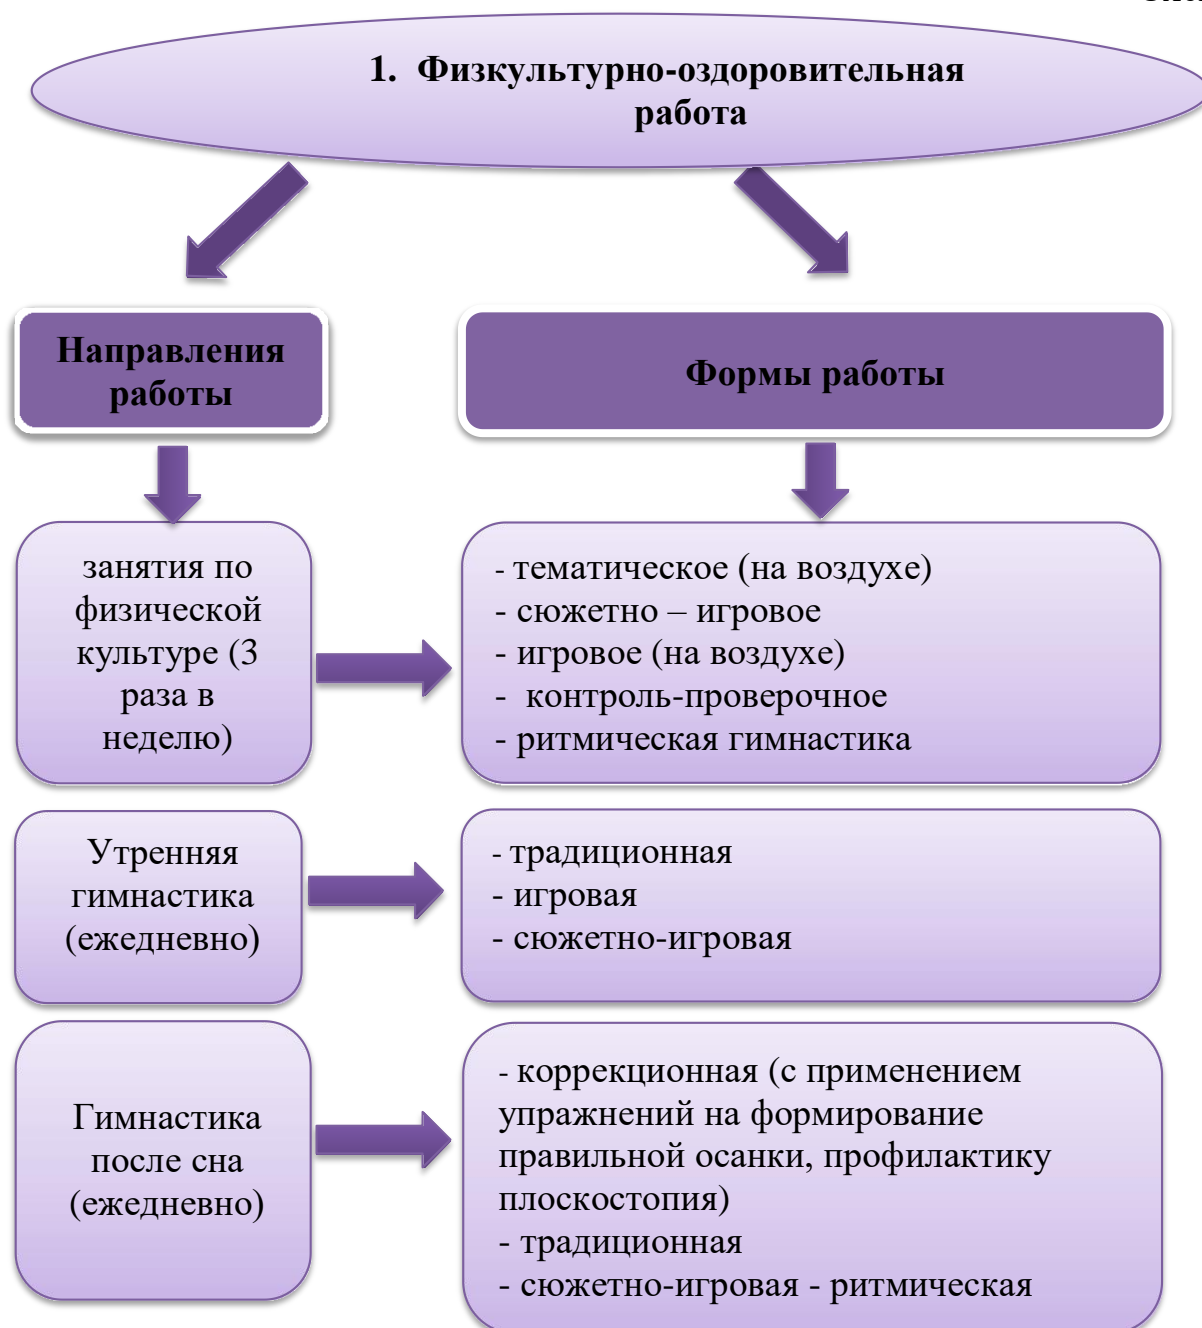 1. Физкультурно-оздоровительная
работа
Направления
работы
Формы работы
занятия по
физической
культуре (3
раза в
неделю)
- тематическое (на воздухе)
- сюжетно – игровое
- игровое (на воздухе)
- контроль-проверочное
- ритмическая гимнастика
Утренняя
гимнастика
(ежедневно)
- традиционная
- игровая
- сюжетно-игровая
Гимнастика
после сна
(ежедневно)
- коррекционная (с применением
упражнений на формирование
правильной осанки, профилактику
плоскостопия)
- традиционная
- сюжетно-игровая - ритмическая